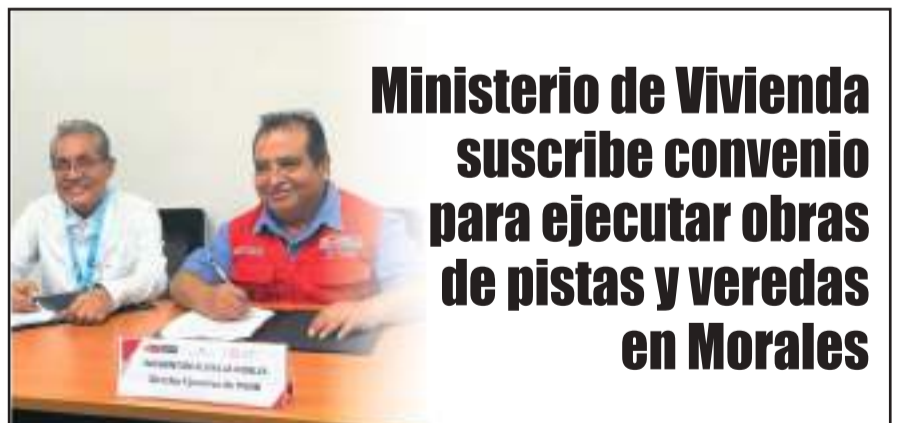 Ministerio de Vivienda
suscribe convenio
para ejecutar obras
de pistas y veredas
en Morales